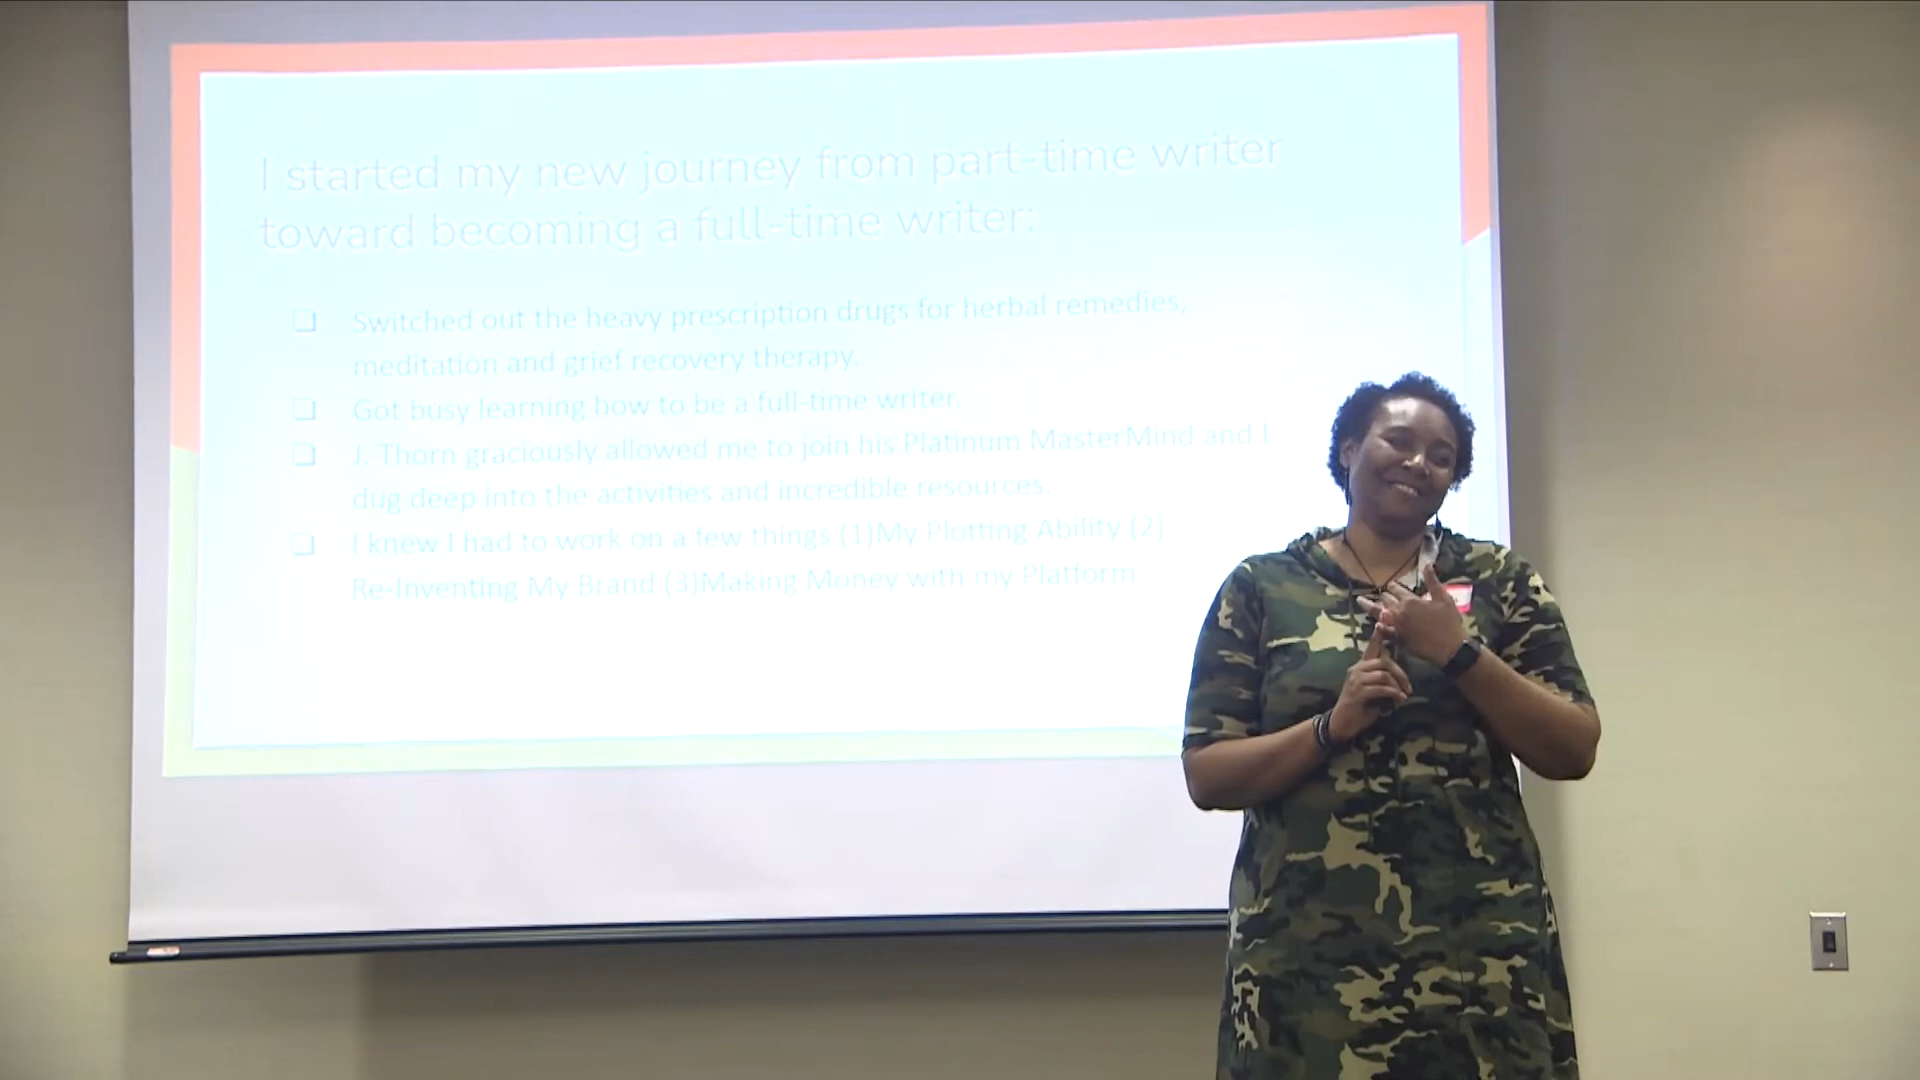 I started my new journey from part-time writer
toward becoming a full-time writer:
❏ Switched out the heavy prescription drugs for herbal remedies,
meditation and grief recovery therapy.
❏ Got busy learning how to be a full-time writer.
❏ J. Thorn graciously allowed me to join his Platinum MasterMind and I
dug deep into the activities and incredible resources.
❏ I knew I had to work on a few things (1)My Plotting Ability (2)
Re-Inventing My Brand (3)Making Money with my Platform